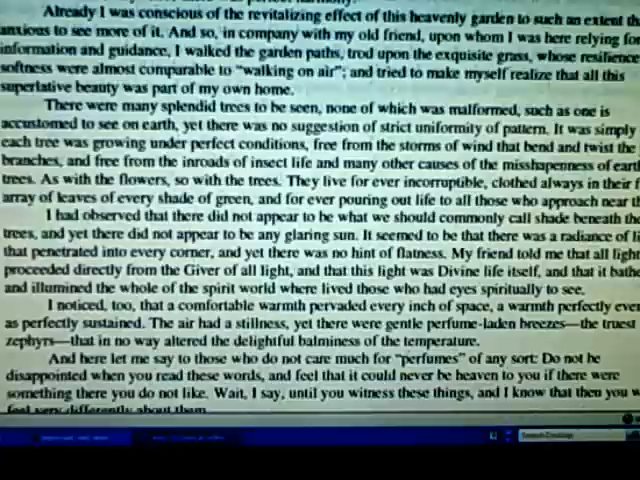 Already I was conscious of the revitalizing effect of this heavenly garden to such an extent th
anxious to see more of it. And so, in company with my old friend, upon whom I was here relying for
information and guidance, I walked the garden paths, trod upon the exquisite grass, whose resilience
softness were almost comparable to "walking on air"; and tried to make myself realize that all this
superlative beauty was part of my own home.
There were many splendid trees to be seen, none of which was malformed, such as one is
accustomed to see on earth, yet there was no suggestion of strict uniformity of pattern. It was simply
each tree was growing under perfect conditions, free from the storms of wind that bend and twist the
branches, and free from the inroads of insect life and many other causes of the misshapenness of eart
trees. As with the flowers, so with the trees. They live for ever incorruptible, clothed always in their f
array of leaves of every shade of green, and for ever pouring out life to all those who approach near th
I had observed that there did not appear to be what we should commonly call shade beneath the
trees, and yet there did not appear to be any glaring sun. It seemed to be that there was a radiance of li
that penetrated into every corner, and yet there was no hint of flatness. My friend told me that all light
proceeded directly from the Giver of all light, and that this light was Divine life itself, and that it bathe
and illumined the whole of the spirit world where lived those who had eyes spiritually to see.
I noticed, too, that a comfortable warmth pervaded every inch of space, a warmth perfectly even
as perfectly sustained. The air had a stillness, yet there were gentle perfume-laden breezes—the truest
zephyrs—that in no way altered the delightful balminess of the temperature.
And here let me say to those who do not care much for "perfumes" of any sort: Do not be
disappointed when you read these words, and feel that it could never be heaven to you if there were
something there you do not like. Wait, I say, until you witness these things, and I know that then you w
feel very differently about them
Search Desktop